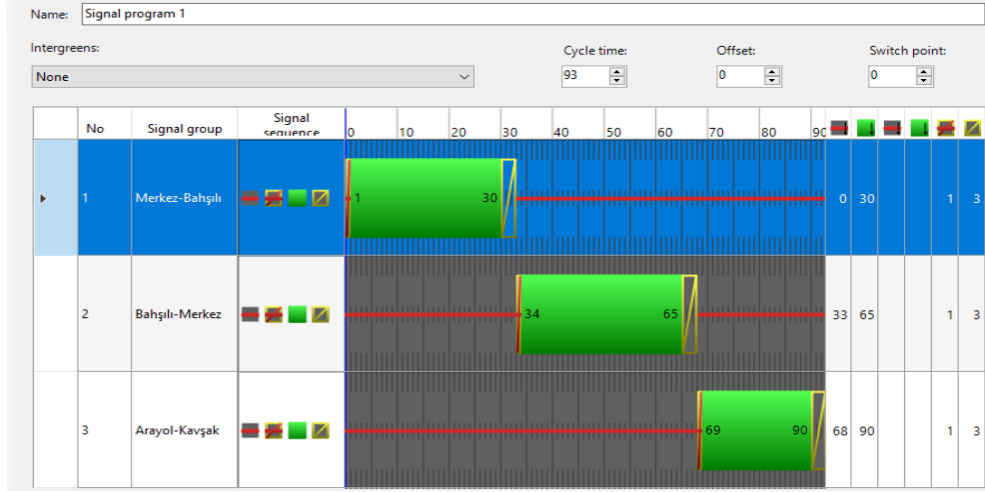 Name: Signal program 1
Intergreens: Cycle time: Offset: Switch point:
None 93 0 0
No Signal group Signal sequence 0 10 20 30 40 50 60 70 80 90
1 Merkez-Bahşılı 1 30 0 30 1 3
2 Bahşılı-Merkez 34 65 33 65 1 3
3 Arayol-Kavşak 69 90 68 90 1 3